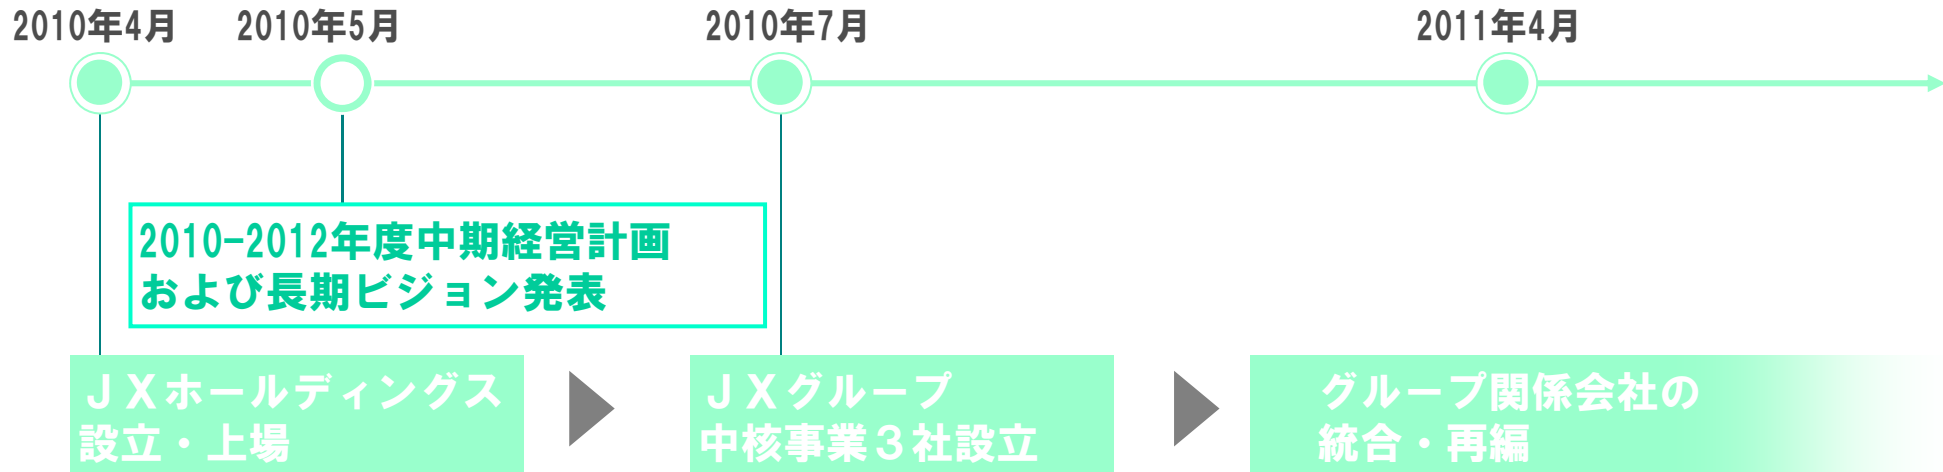 2010年4月
2010年5月
2010年7月
2011年4月
2010-2012年度中期経営計画
および長期ビジョン発表
ＪＸホールディングス
設立・上場
ＪＸグループ
中核事業３社設立
グループ関係会社の
統合・再編